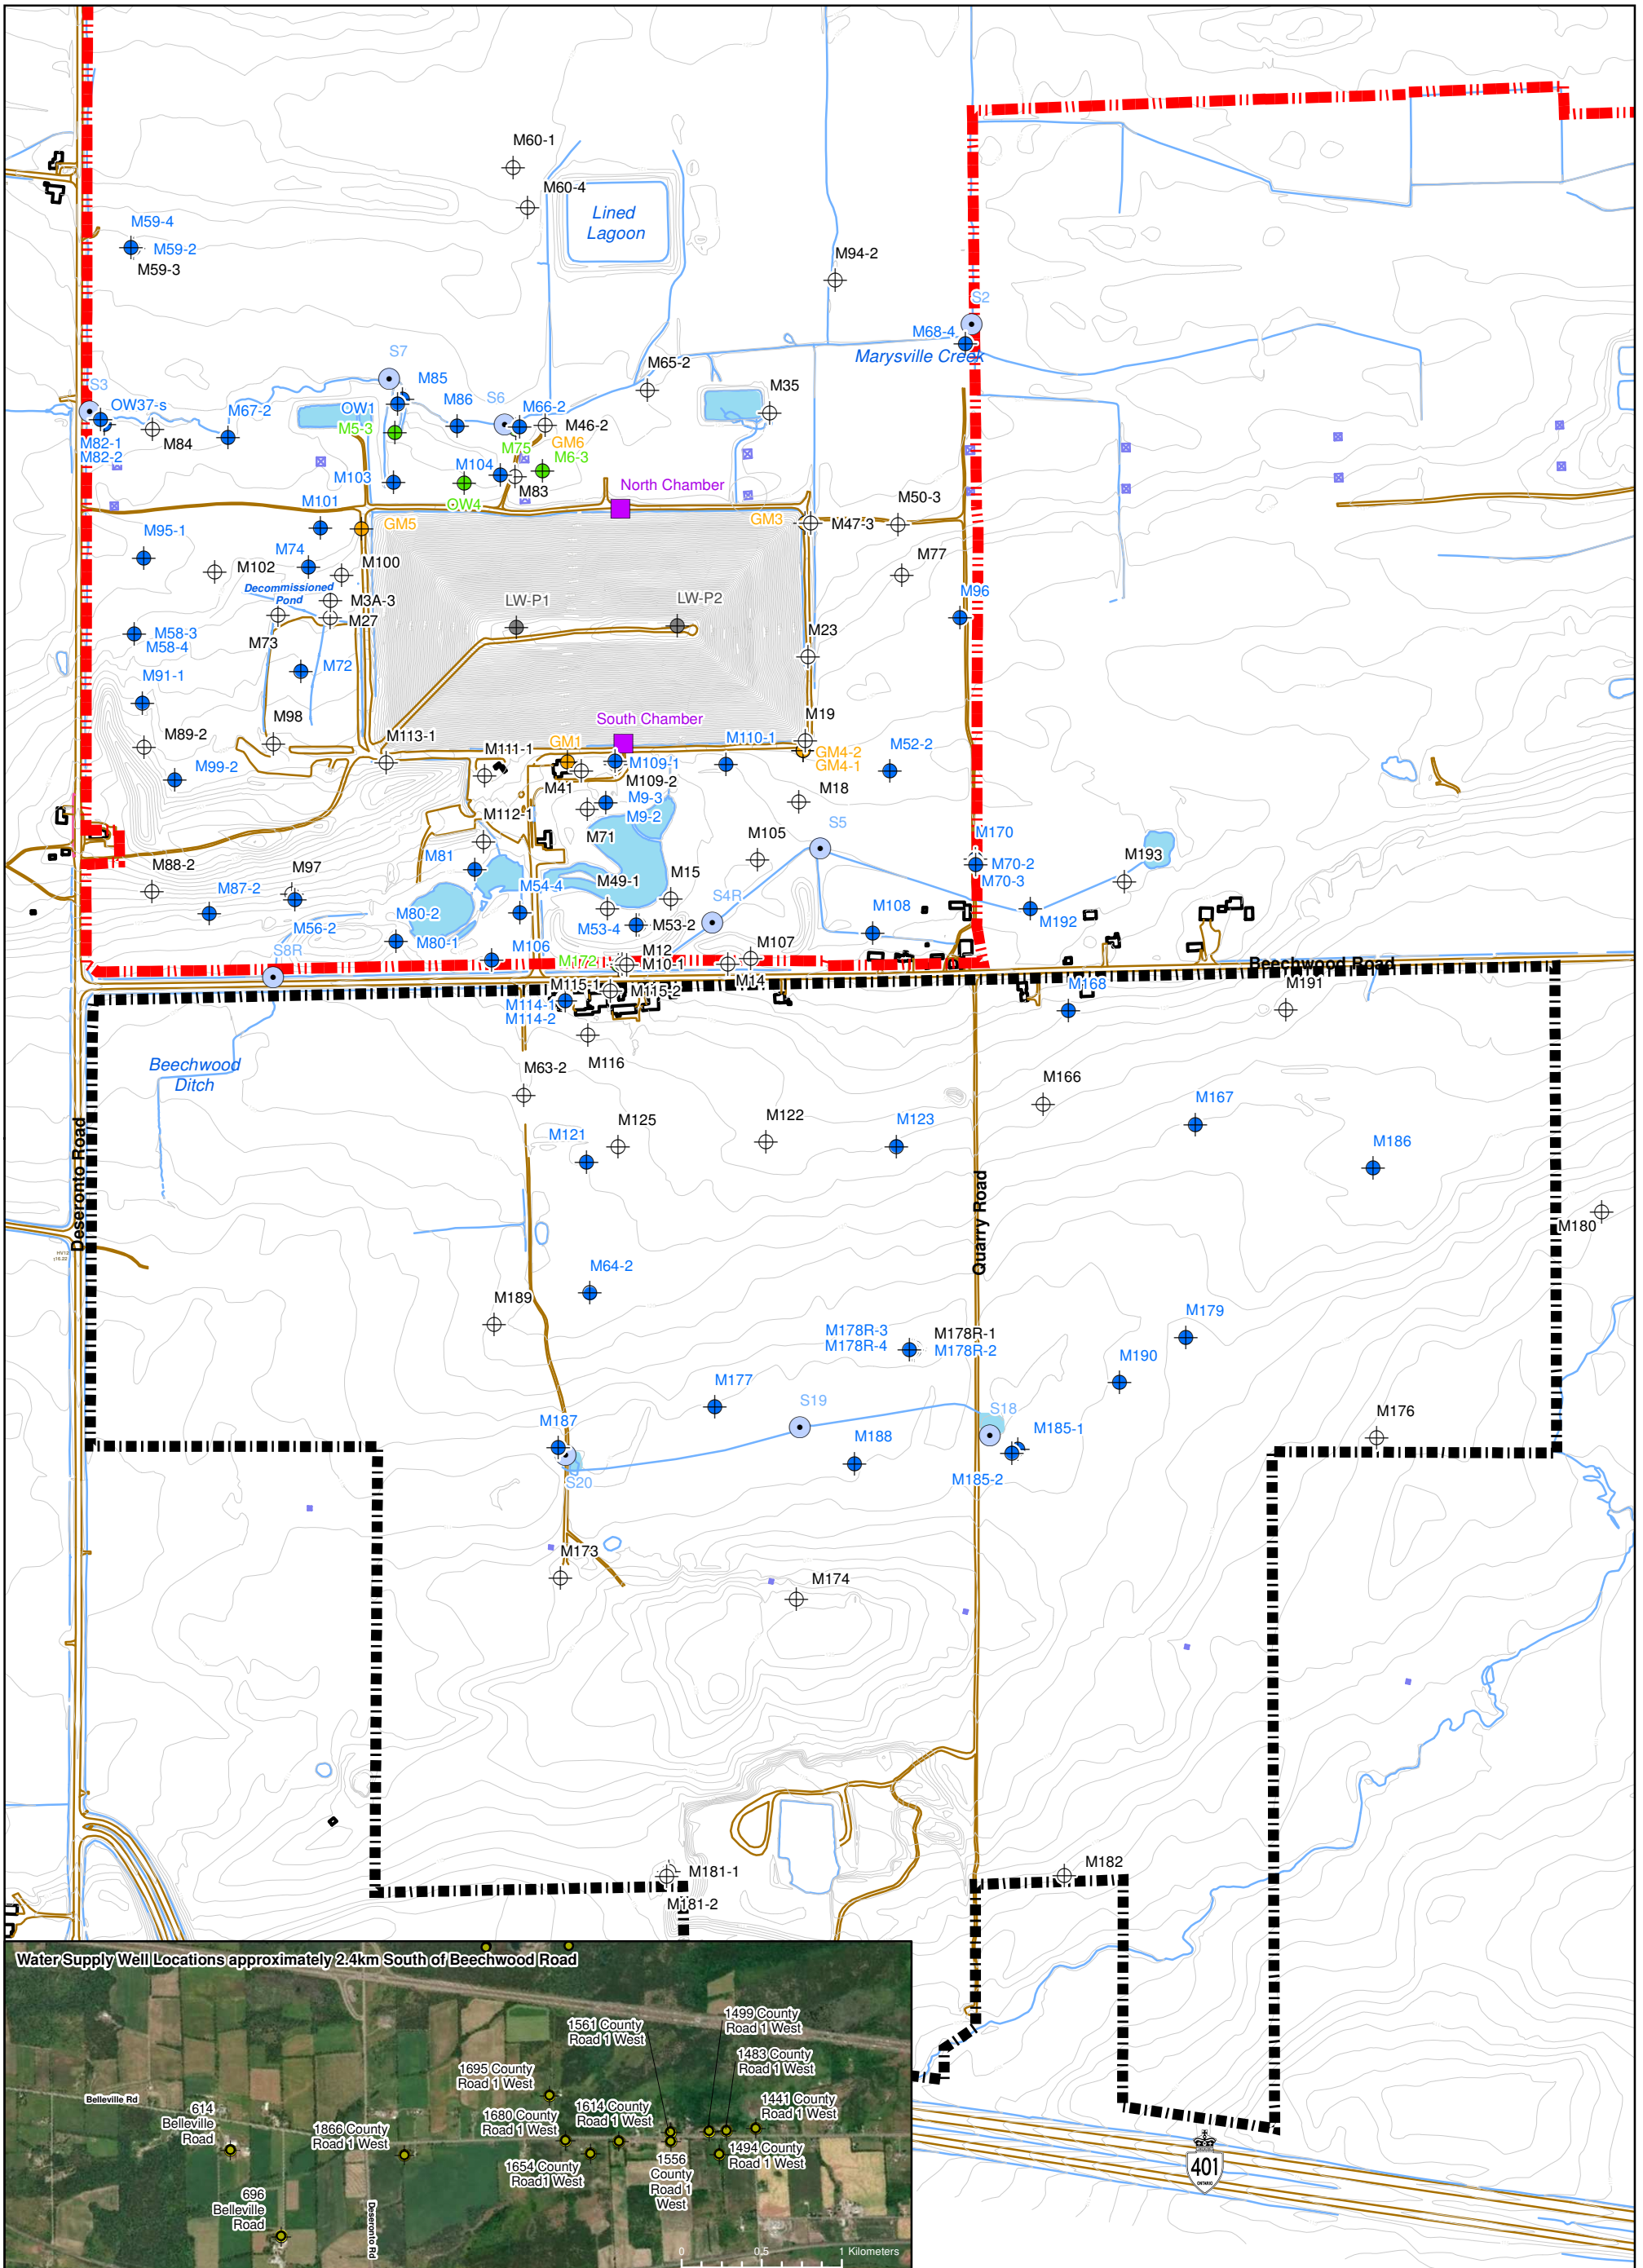 M60-1
M60-4
Lined
Lagoon
M59-4
M59-2
M59-3
M94-2
S2
M68-4
Marysville Creek
S7
M65-2
S3
M85
M35
OW37-s
M67-2
OW1
M86
S6
M66-2
M82-1
M82-2
M84
M5-3
M46-2
M75
GM6
M6-3
M103
M104
M83
North Chamber
M101
OW4
M50-3
M95-1
GM5
GM3
M47-3
M74
M102
M100
M77
Decommissioned
Pond
M3A-3
LW-P1
LW-P2
M96
M27
M58-3
M58-4
M73
M23
M72
M91-1
M98
South Chamber
M19
M89-2
M113-1
M111-1
GM1
M110-1
GM4-2
GM4-1
M52-2
M99-2
M109-1
M41
M109-2
M9-3
M9-2
M18
M112-1
M71
S5
M105
M170
M81
M70-2
M70-3
M193
M88-2
M97
M87-2
M54-4
M49-1
M15
S4R
M80-2
M56-2
M53-4
M53-2
M108
M192
M80-1
M106
S8R
M172
M12
M10-1
M107
M14
Beechwood Road
M115-1
M115-2
M168
M191
M114-1
M114-2
Beechwood
Ditch
M116
M63-2
M166
M167
M125
M122
M123
M121
M186
Deseronto Road
Quarry Road
M180
M64-2
M189
M179
M178R-3
M178R-4
M178R-1
M178R-2
M190
M177
S19
S18
M176
M187
M188
M185-1
S20
M185-2
M173
M174
M181-1
M182
M181-2
Water Supply Well Locations approximately 2.4km South of Beechwood Road
1561 County
Road 1 West
1499 County
Road 1 West
1483 County
Road 1 West
1695 County
Road 1 West
Belleville Rd
614
Belleville
Road
1866 County
Road 1 West
1680 County
Road 1 West
1614 County
Road 1 West
1441 County
Road 1 West
1654 County
Road1 West
1556
County
Road 1
West
1494 County
Road 1 West
696
Belleville
Road
Deseronto Rd
0 0.5 1 Kilometers
401
ONTARIO